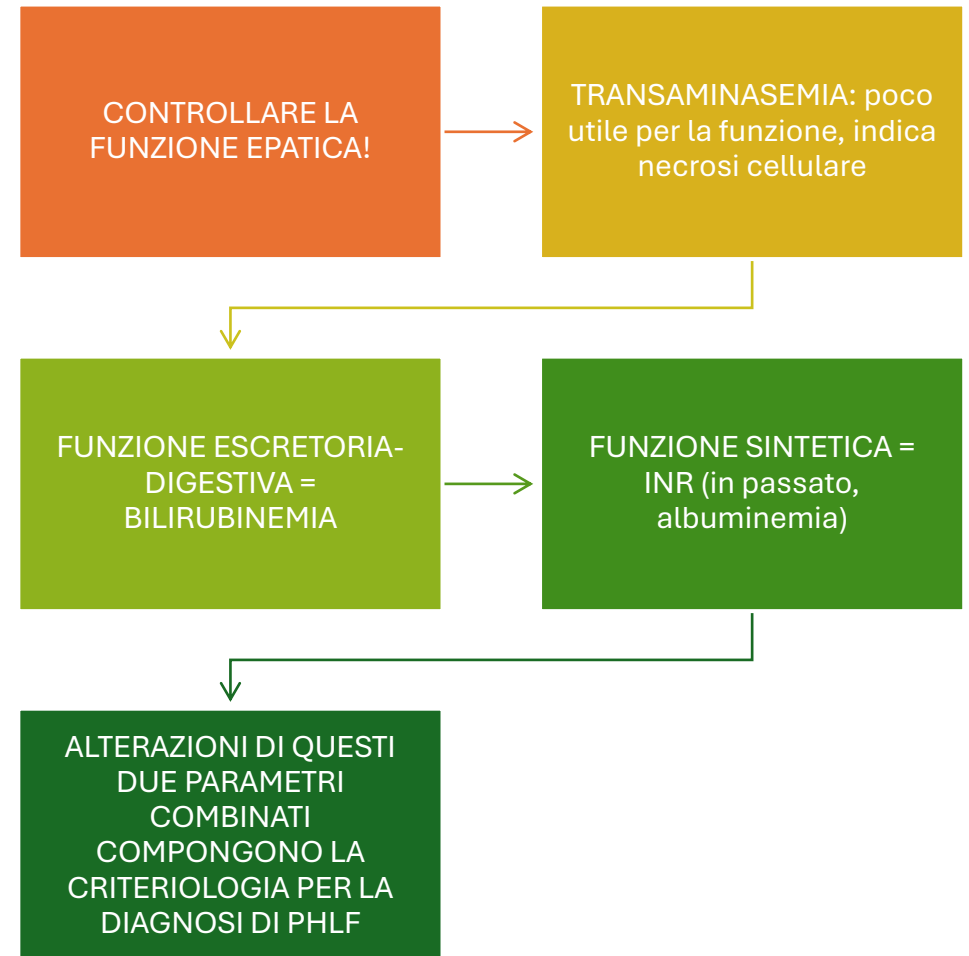 CONTROLLARE LA
FUNZIONE EPATICA!
TRANSAMINASEMIA: poco
utile per la funzione, indica
necrosi cellulare
FUNZIONE ESCRETORIA-
DIGESTIVA =
BILIRUBINEMIA
FUNZIONE SINTETICA =
INR (in passato,
albuminemia)
ALTERAZIONI DI QUESTI
DUE PARAMETRI
COMBINATI
COMPONGONO LA
CRITERIOLOGIA PER LA
DIAGNOSI DI PHLF